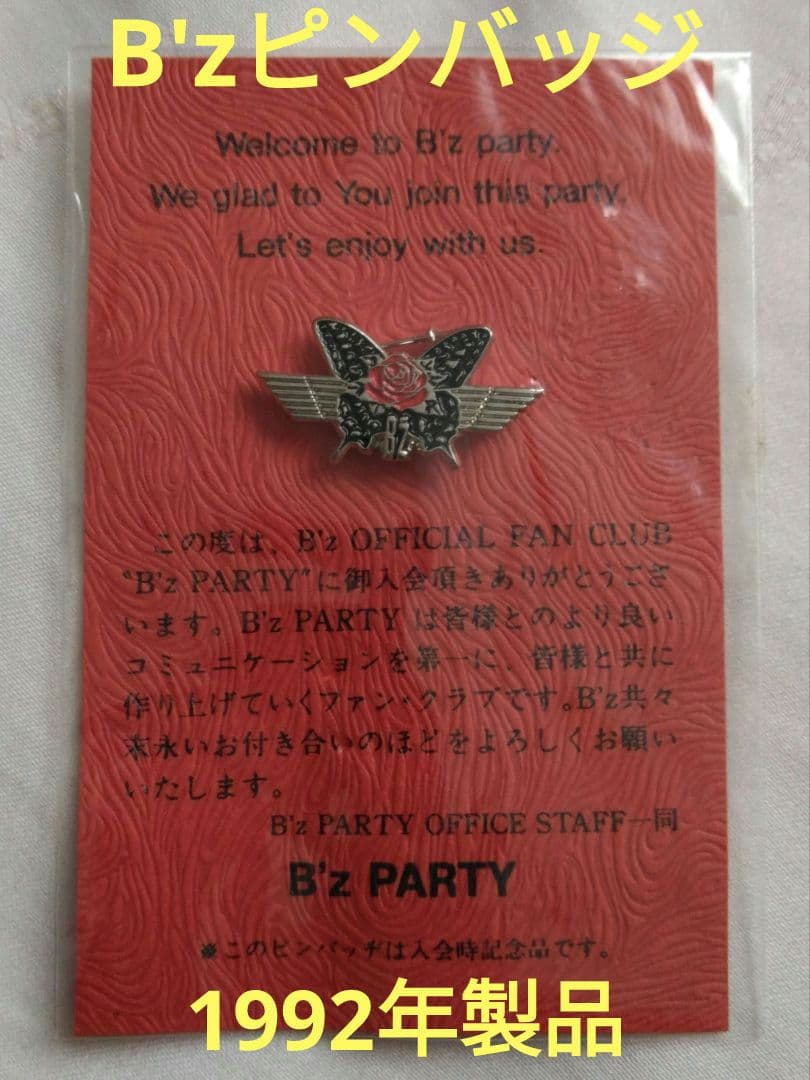 B'zピンバッジ
Welcome to B'z party.
We glad to You join this party.
Let's enjoy with us.
B'z
この度は、B'z OFFICIAL FAN CLUB
"B'z PARTY"に御入会頂きありがとうござ
います。B'z PARTY は皆様とのより良い
コミュニケーションを第一に、皆様と共に
作り上げていくファン・クラブです。B'z共々
末永いお付き合いのほどをよろしくお願い
いたします。
B'z PARTY OFFICE STAFF一同
B'z PARTY
※このピンバッヂは入会時記念品です。
1992年製品